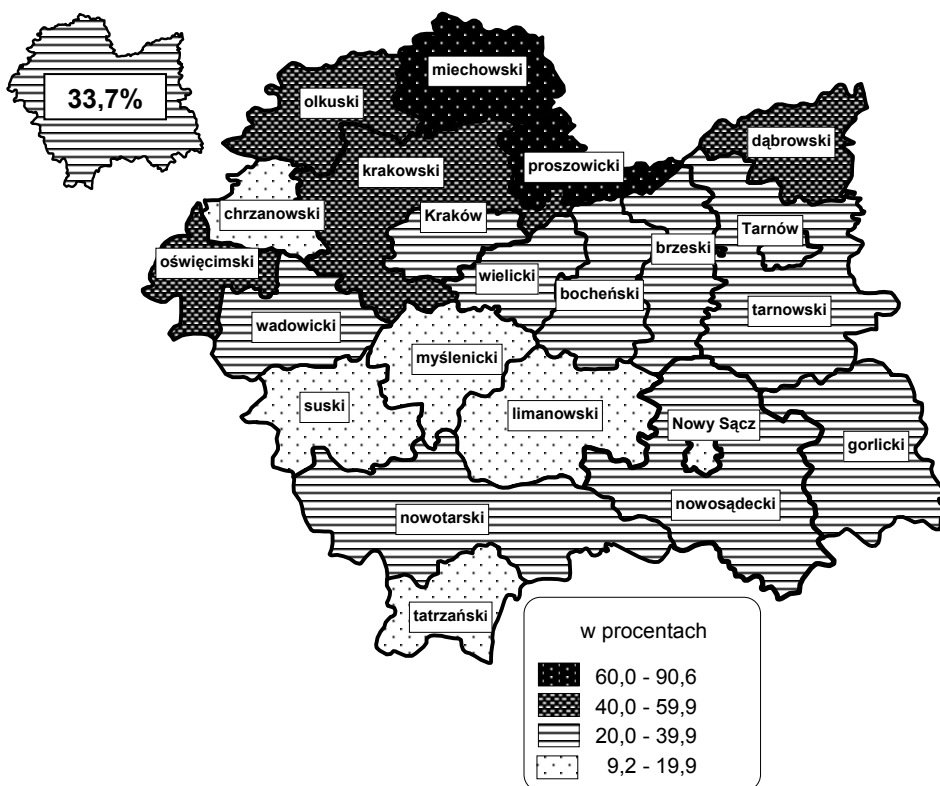 33,7%
miechowski
olkuski
dąbrowski
krakowski
proszowicki
chrzanowski
Kraków
Tarnów
brzeski
oświęcimski
wielicki
bocheński
tarnowski
wadowicki
myślenicki
suski
limanowski
Nowy Sącz
gorlicki
nowotarski
nowosądecki
tatrzański
w procentach
60,0 - 90,6
40,0 - 59,9
20,0 - 39,9
9,2 - 19,9